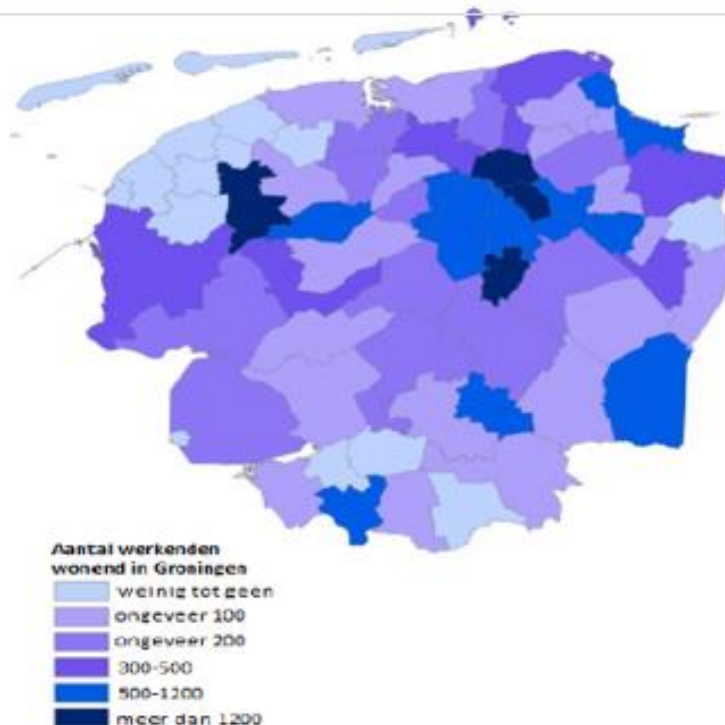 Aantal werkenden
wonend in Groningen
weinig tot geen
ongeveer 100
ongeveer 200
300-500
500-1200
meer dan 1200